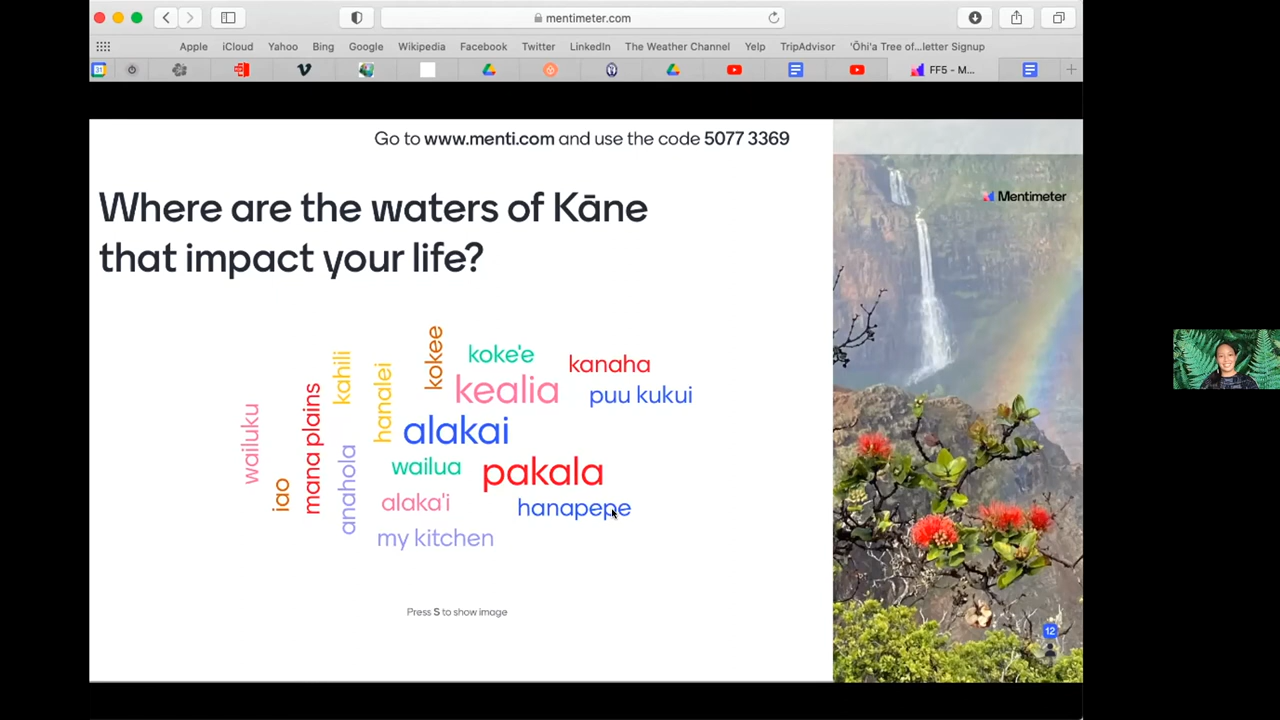 mentimeter.com
Apple iCloud Yahoo Bing Google Wikipedia Facebook Twitter LinkedIn The Weather Channel Yelp TripAdvisor 'Ōhi'a Tree of...letter Signup
FF5 - M...
Go to www.menti.com and use the code 5077 3369
Mentimeter
Where are the waters of Kāne
that impact your life?
kokee
koke'e
kanaha
kahili
hanalei
kealia
puu kukui
wailuku
mana plains
alakai
anahola
wailua
pakala
iao
alaka'i
hanapepe
my kitchen
Press S to show image
12